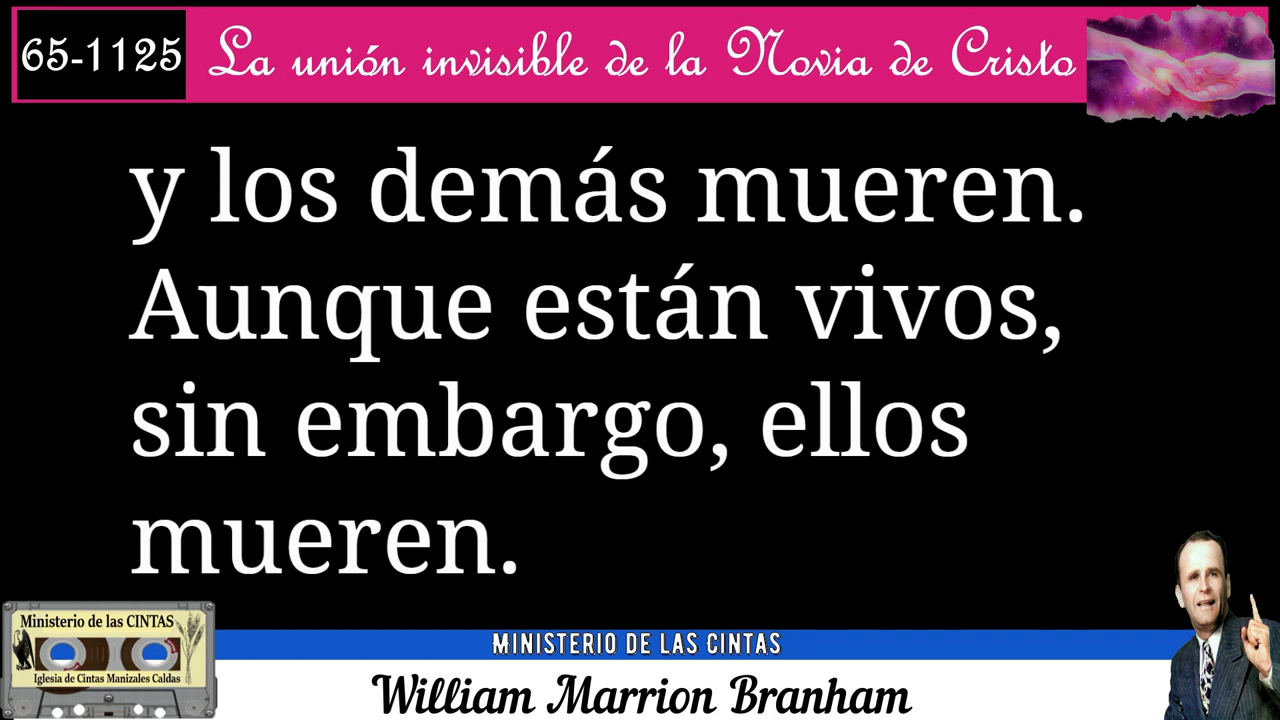 65-1125 La unión invisible de la Novia de Cristo
y los demás mueren.
Aunque están vivos,
sin embargo, ellos
mueren.
Ministerio de las CINTAS
Iglesia de Cintas Manizales Caldas
MINISTERIO DE LAS CINTAS
William Marrion Branham